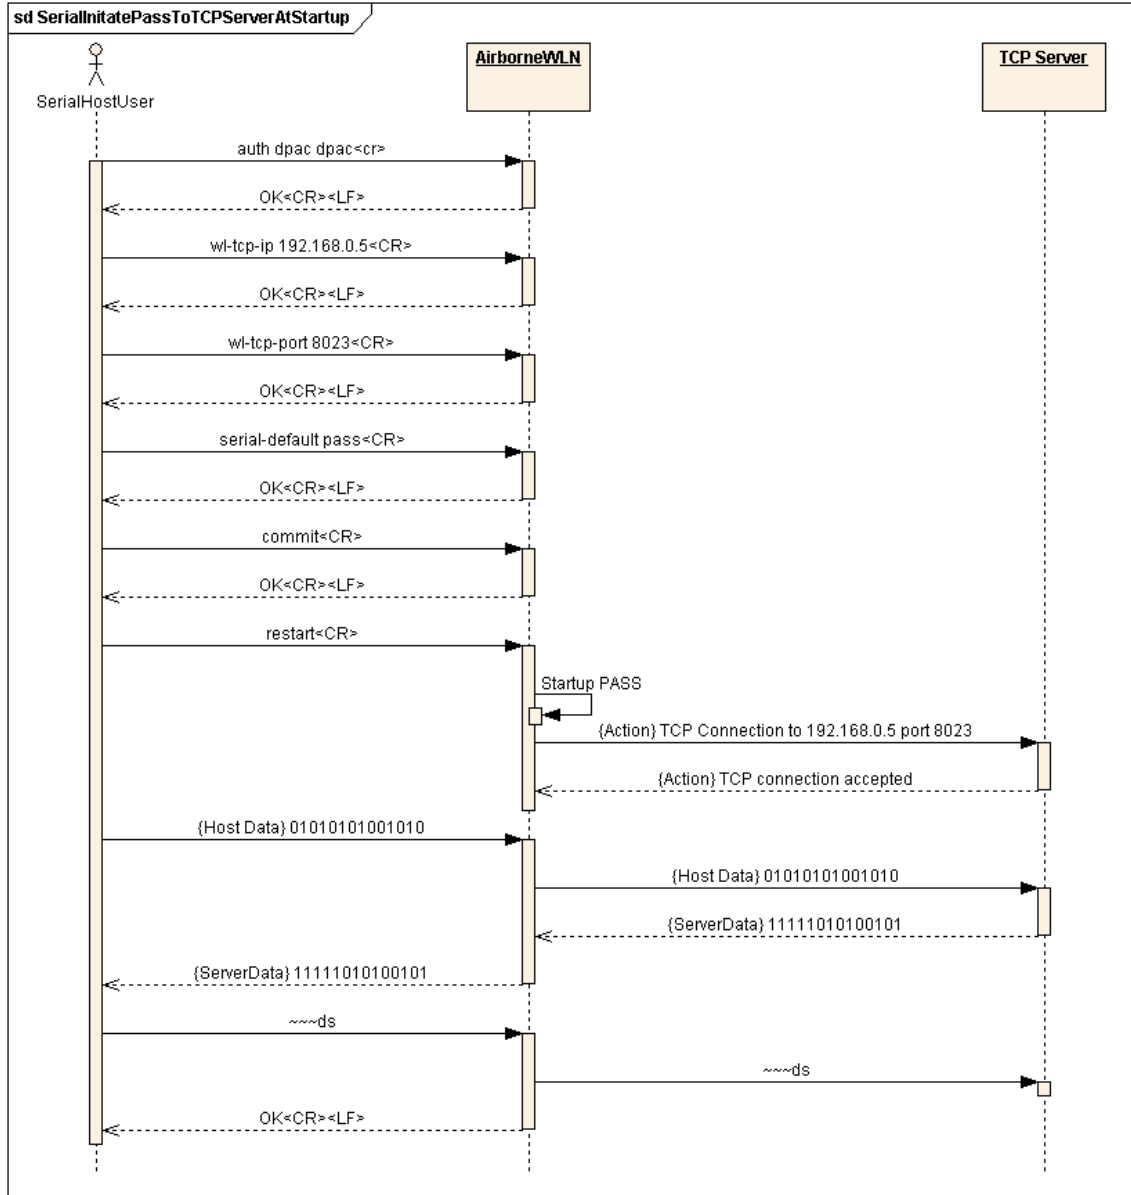 sd SerialInitatePassToTCPServerAtStartup
SerialHostUser
AirborneWLN
TCP Server
auth dpac dpac<cr>
OK<CR><LF>
wl-tcp-ip 192.168.0.5<CR>
OK<CR><LF>
wl-tcp-port 8023<CR>
OK<CR><LF>
serial-default pass<CR>
OK<CR><LF>
commit<CR>
OK<CR><LF>
restart<CR>
Startup PASS
{Action} TCP Connection to 192.168.0.5 port 8023
{Action} TCP connection accepted
{Host Data} 01010101001010
{Host Data} 01010101001010
{ServerData} 11111010100101
{ServerData} 11111010100101
~~~ds
~~~ds
OK<CR><LF>